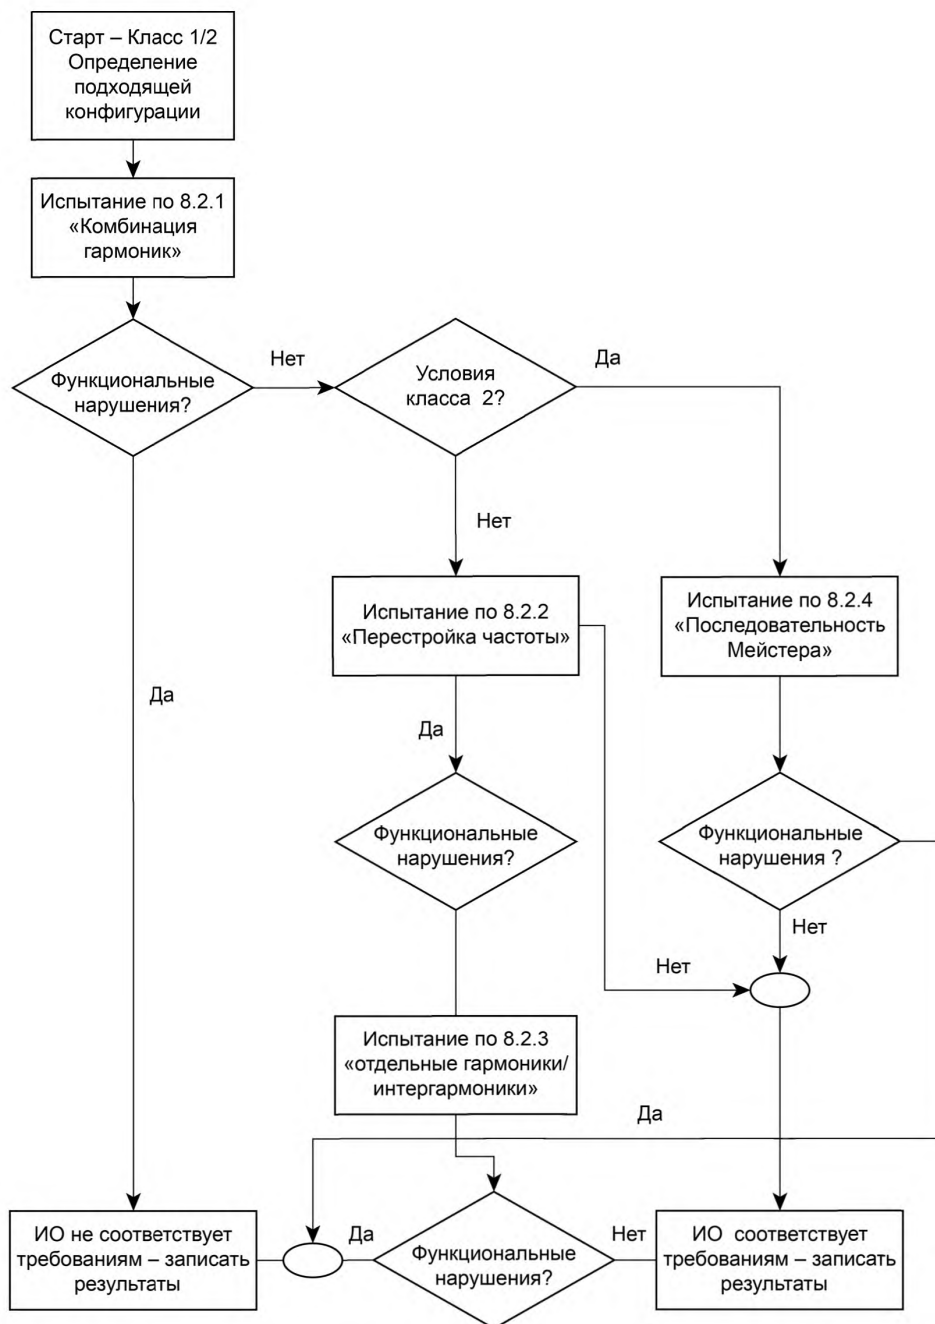 Старт – Класс 1/2
Определение
подходящей
конфигурации
Испытание по 8.2.1
«Комбинация
гармоник»
Функциональные
нарушения?
Нет
Условия
класса 2?
Да
Нет
Да
Испытание по 8.2.2
«Перестройка частоты»
Испытание по 8.2.4
«Последовательность
Мейстера»
Да
Функциональные
нарушения?
Функциональные
нарушения ?
Нет
Нет
Испытание по 8.2.3
«отдельные гармоники/
интергармоники»
Да
ИО не соответствует
требованиям – записать
результаты
Да
Функциональные
нарушения?
Нет
ИО соответствует
требованиям – записать
результаты